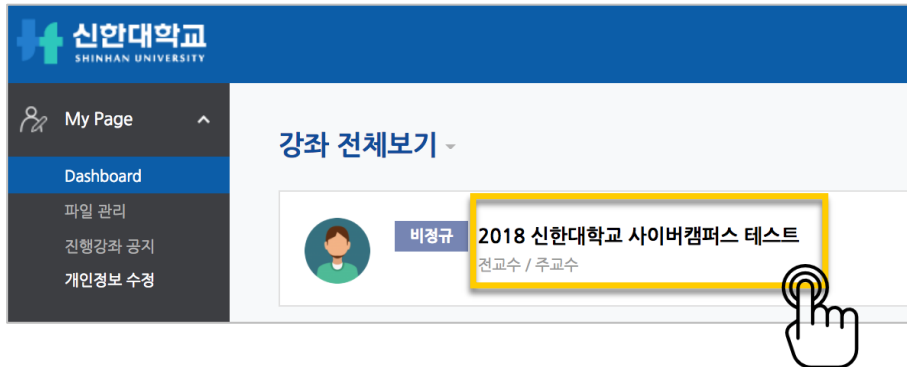 신한대학교
SHINHAN UNIVERSITY
My Page
Dashboard
파일 관리
진행강좌 공지
개인정보 수정
강좌 전체보기
비정규
2018 신한대학교 사이버캠퍼스 테스트
전교수 / 주교수